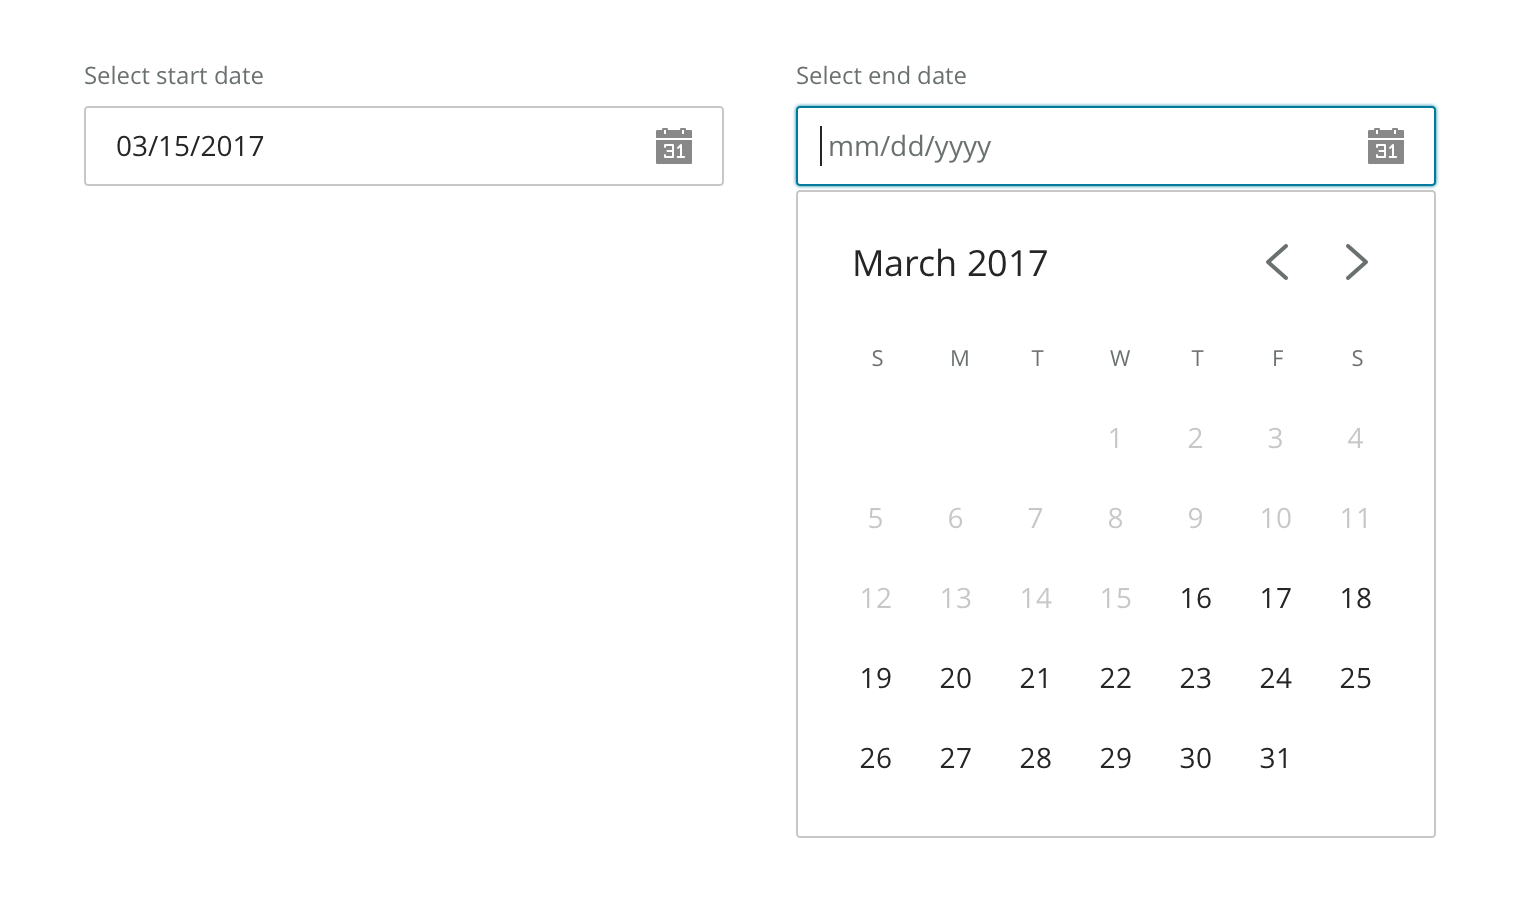 Select start date
03/15/2017
31
Select end date
mm/dd/yyyy
31
March 2017
S M T W T F S
1 2 3 4
5 6 7 8 9 10 11
12 13 14 15 16 17 18
19 20 21 22 23 24 25
26 27 28 29 30 31